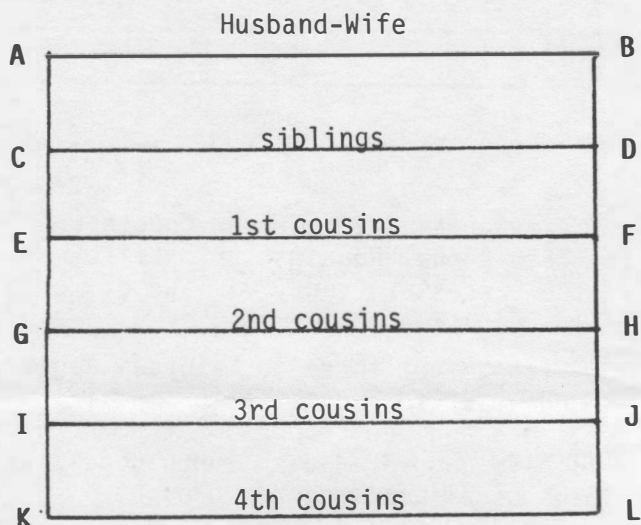 Husband-Wife
A B
siblings
C D
1st cousins
E F
2nd cousins
G H
3rd cousins
I J
4th cousins
K L